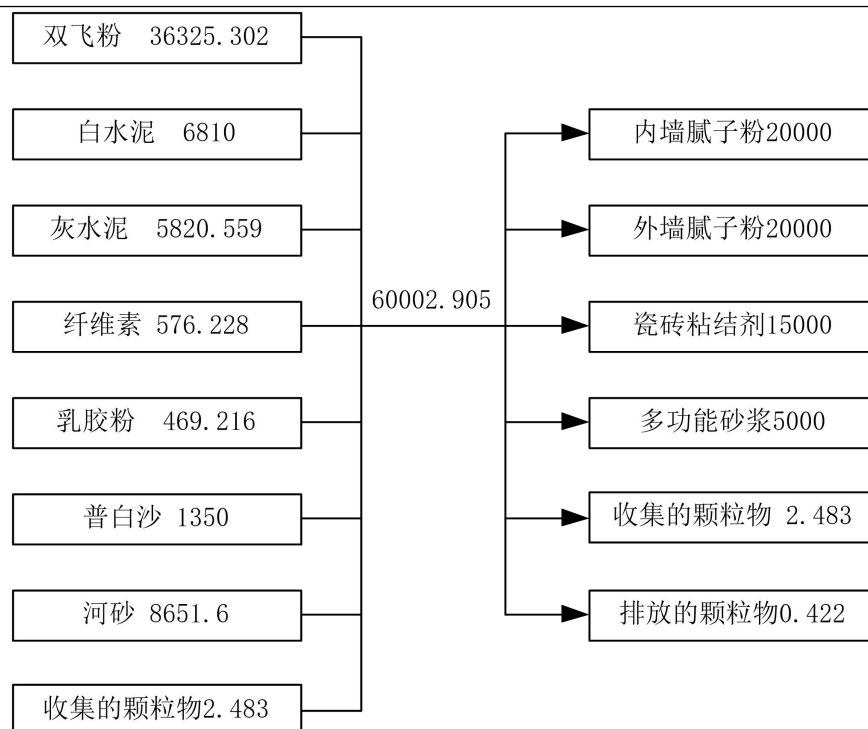 双飞粉 36325.302
白水泥 6810
灰水泥 5820.559
纤维素 576.228
乳胶粉 469.216
普白沙 1350
河砂 8651.6
收集的颗粒物2.483
60002.905
内墙腻子粉20000
外墙腻子粉20000
瓷砖粘结剂15000
多功能砂浆5000
收集的颗粒物 2.483
排放的颗粒物0.422